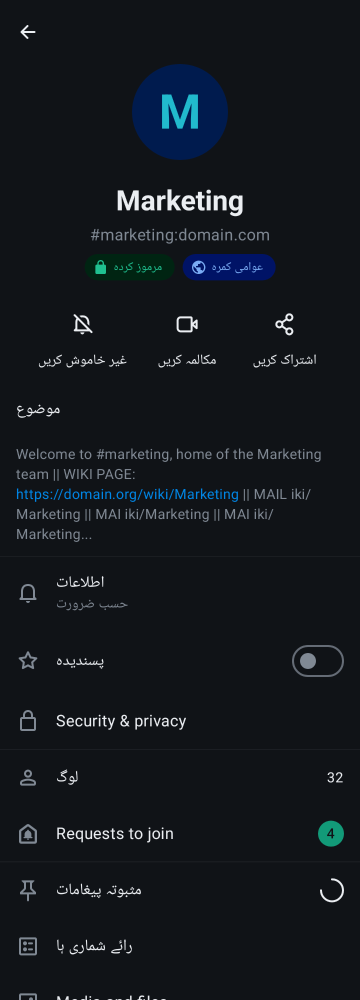 M
Marketing
#marketing:domain.com
مرموز کردہ
عوامی کمرہ
غیر خاموش کریں
مکالمہ کریں
اشتراک کریں
موضوع
Welcome to #marketing, home of the Marketing
team || WIKI PAGE:
https://domain.org/wiki/Marketing || MAIL iki/
Marketing || MAI iki/Marketing || MAI iki/
Marketing...
اطلاعات
حسب ضرورت
پسندیدہ
Security & privacy
لوگ
32
Requests to join
4
مثبوتہ پیغامات
رائے شماری ہا
Media and files